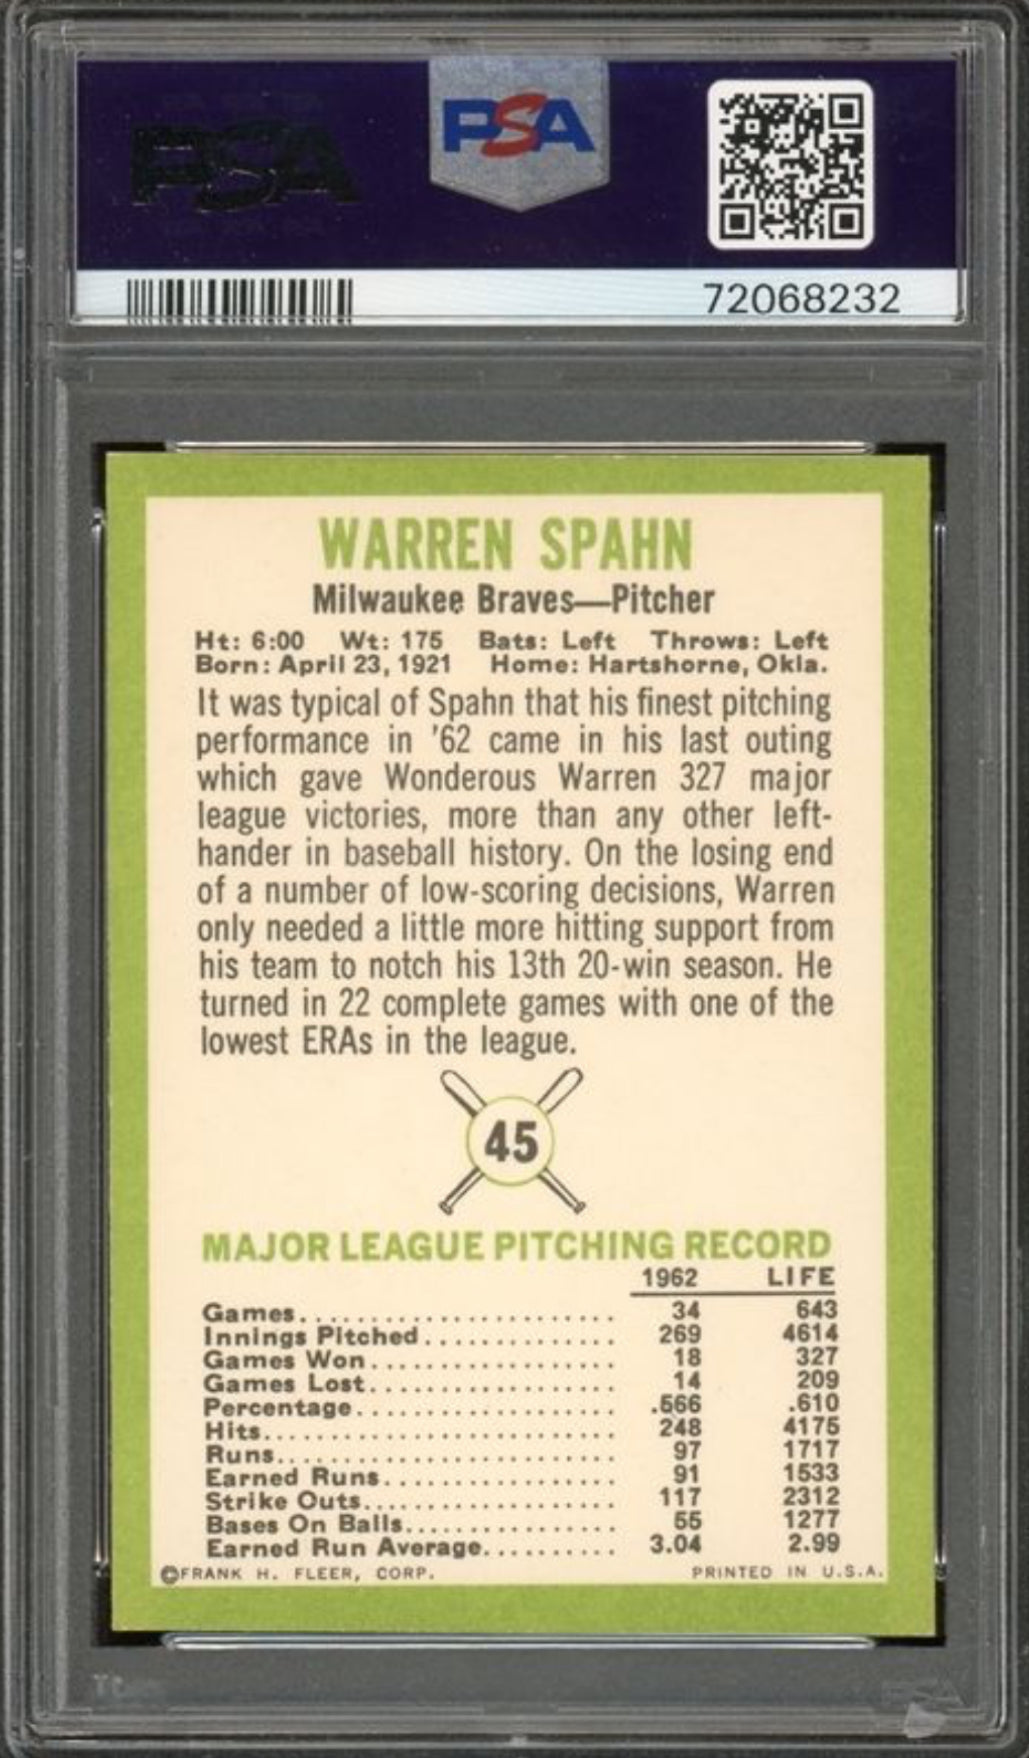 PSA
PSA
72068232
WARREN SPAHN
Milwaukee Braves—Pitcher
Ht: 6:00 Wt: 175 Bats: Left Throws: Left
Born: April 23, 1921 Home: Hartshorne, Okla.
It was typical of Spahn that his finest pitching
performance in '62 came in his last outing
which gave Wonderous Warren 327 major
league victories, more than any other left-
hander in baseball history. On the losing end
of a number of low-scoring decisions, Warren
only needed a little more hitting support from
his team to notch his 13th 20-win season. He
turned in 22 complete games with one of the
lowest ERAs in the league.
45
MAJOR LEAGUE PITCHING RECORD
1962 LIFE
Games...................... 34 643
Innings Pitched............... 269 4614
Games Won.................. 18 327
Games Lost.................. 14 209
Percentage................... .566 .610
Hits......................... 248 4175
Runs........................ 97 1717
Earned Runs................. 91 1533
Strike Outs................... 117 2312
Bases On Balls................ 55 1277
Earned Run Average.......... 3.04 2.99
©FRANK H. FLEER, CORP. PRINTED IN U.S.A.